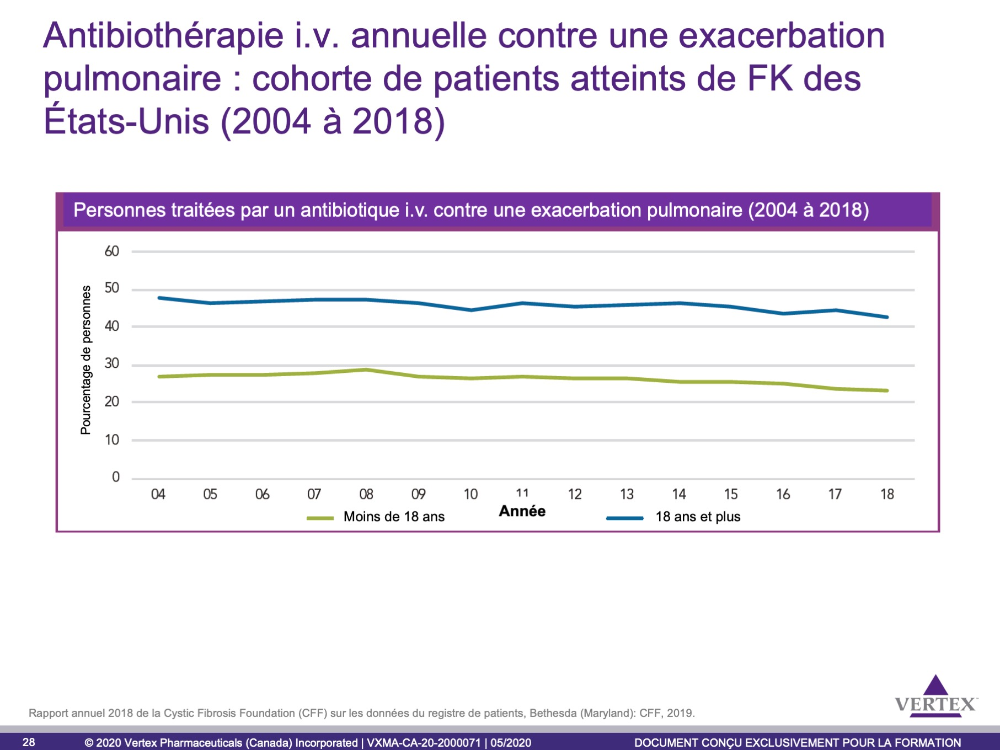 Antibiothérapie i.v. annuelle contre une exacerbation
pulmonaire : cohorte de patients atteints de FK des
États-Unis (2004 à 2018)
Personnes traitées par un antibiotique i.v. contre une exacerbation pulmonaire (2004 à 2018)
Pourcentage de personnes
60
50
40
30
20
10
0
04 05 06 07 08 09 10 11 12 13 14 15 16 17 18
Année
Moins de 18 ans
18 ans et plus
VERTEX™
Rapport annuel 2018 de la Cystic Fibrosis Foundation (CFF) sur les données du registre de patients, Bethesda (Maryland): CFF, 2019.
28 © 2020 Vertex Pharmaceuticals (Canada) Incorporated | VXMA-CA-20-2000071 | 05/2020 DOCUMENT CONÇU EXCLUSIVEMENT POUR LA FORMATION